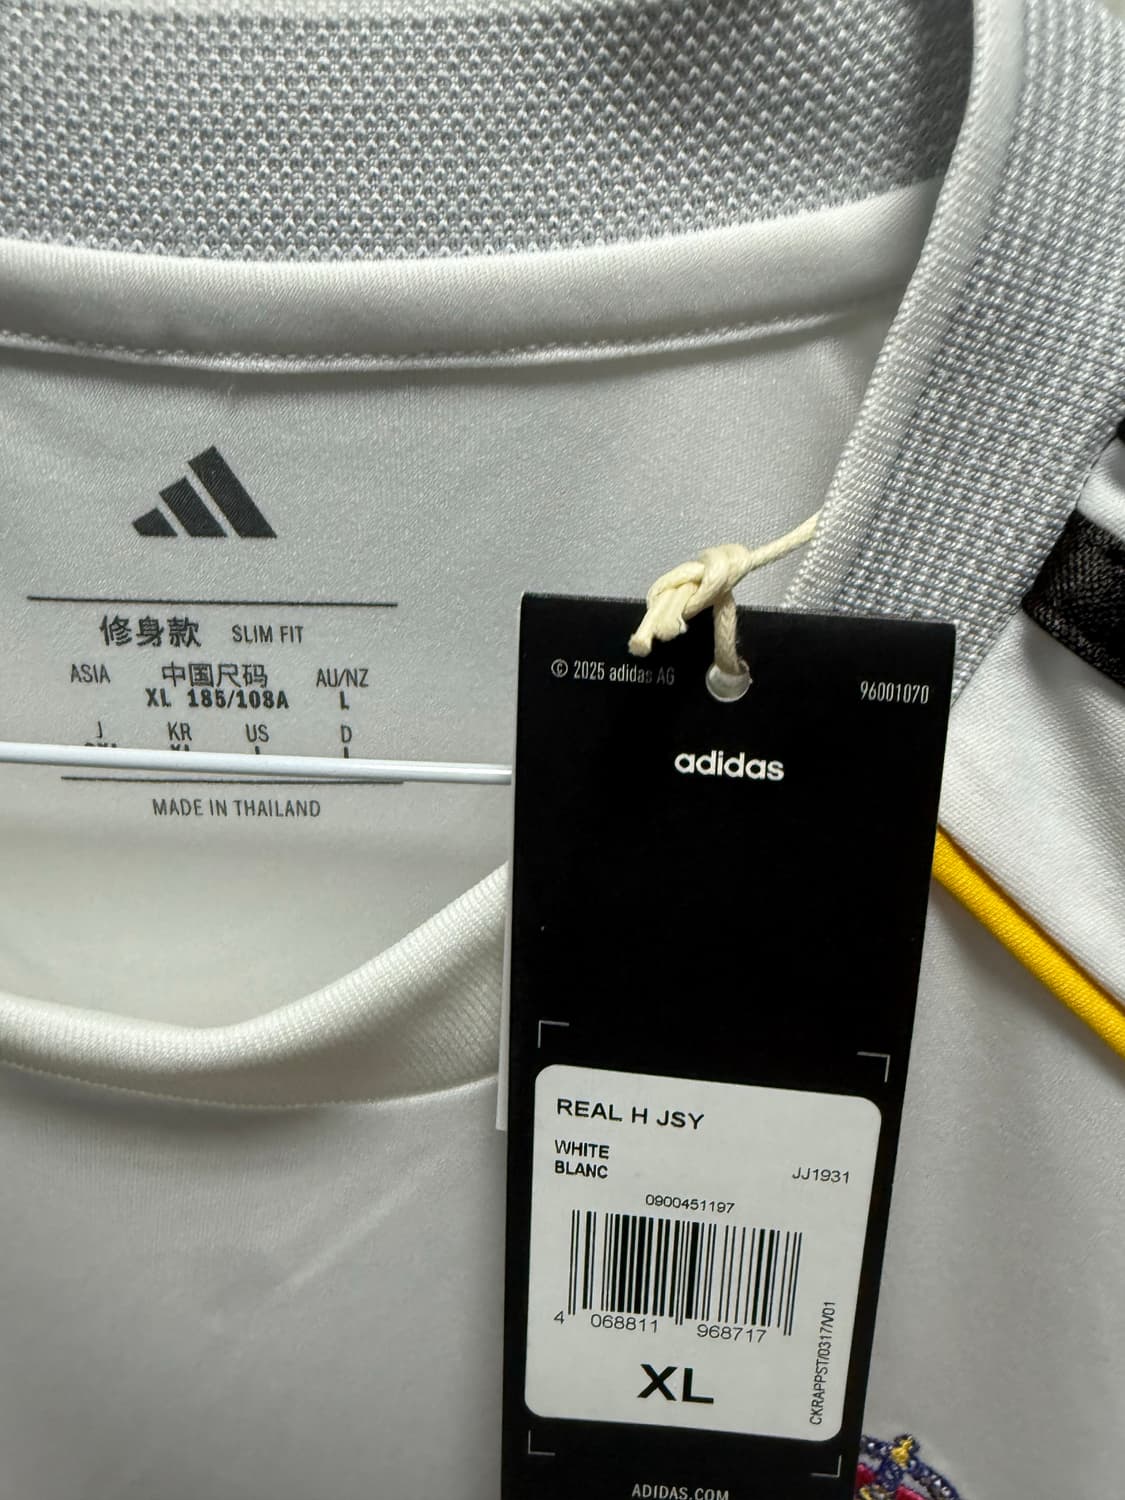 修身款 SLIM FIT
ASIA 中国尺码 AU/NZ
XL 185/108A L
J KR US D
MADE IN THAILAND
© 2025 adidas AG
96001070
adidas
REAL H JSY
WHITE
BLANC
JJ1931
0900451197
4 068811 968717
XL
CKRAPPST/0317/V01
ADIDAS.COM